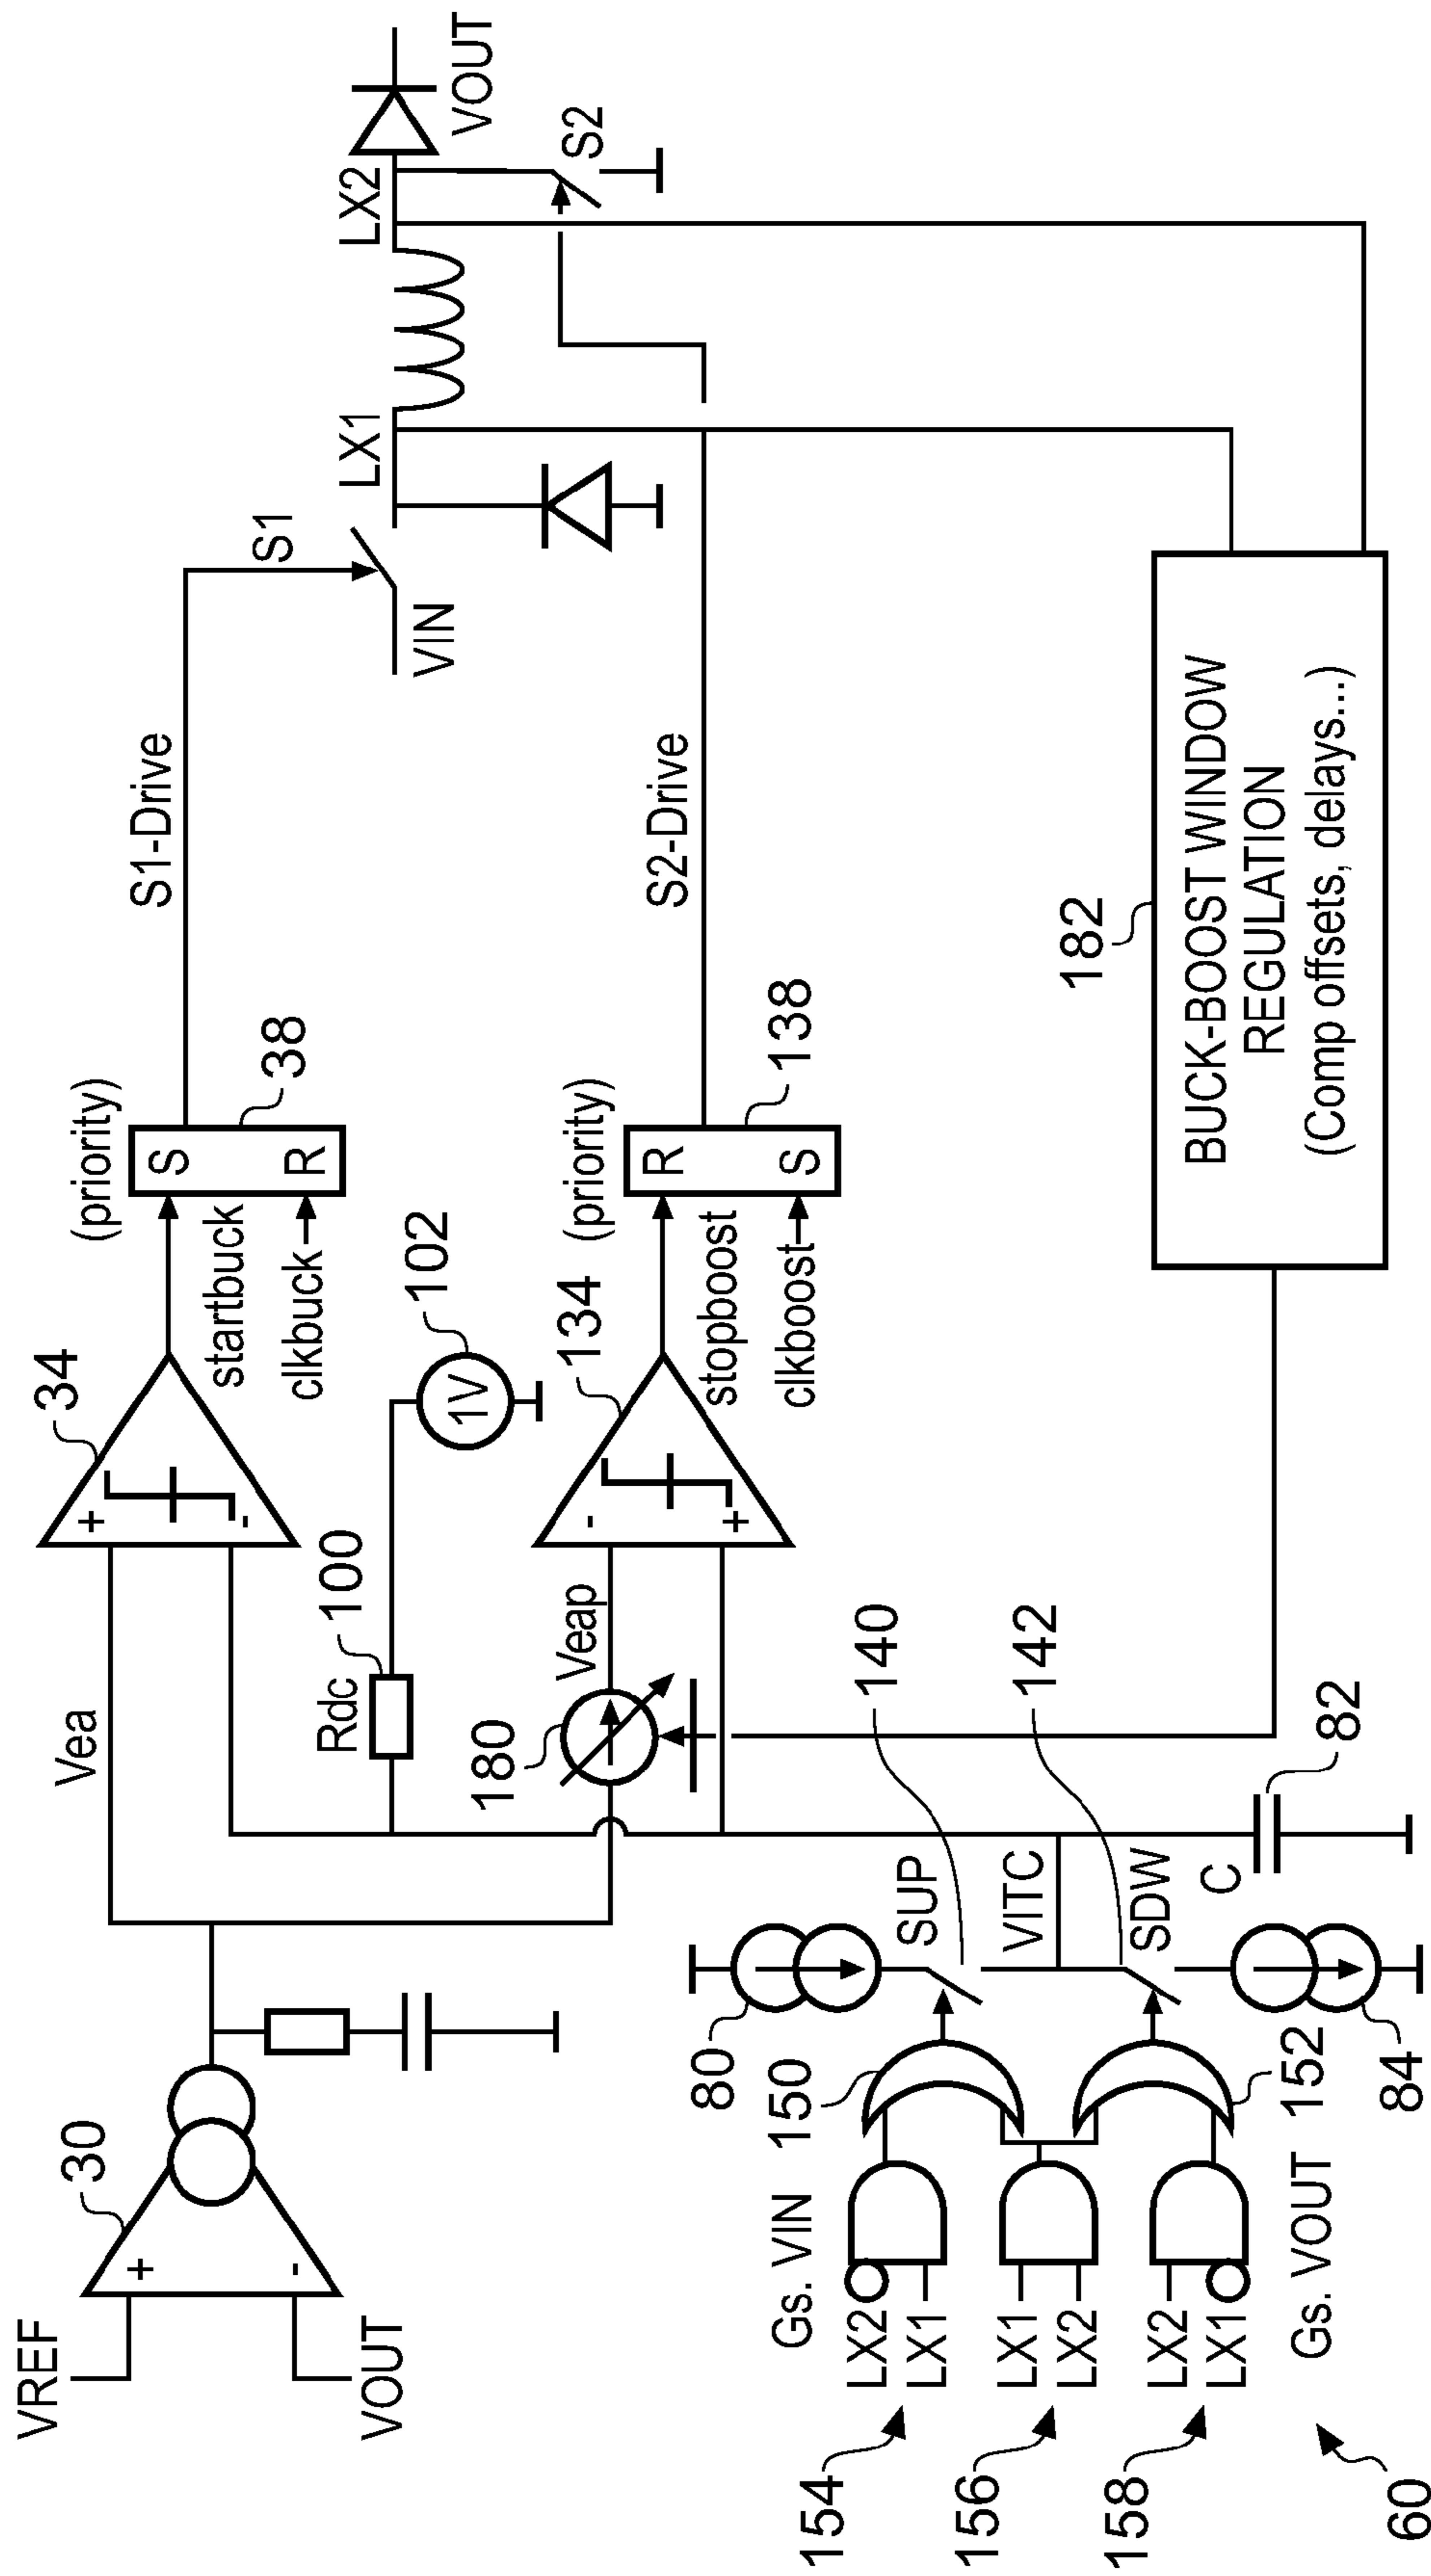 VREF
VOUT
30
+
-
Vea
34
+
-
startbuck
clkbuck
(priority)
S
R
38
S1-Drive
S1
VIN
LX1
LX2
VOUT
S2
Rdc
100
102
1V
180
Veap
134
-
+
stopboost
clkboost
(priority)
R
S
138
S2-Drive
80
SUP
140
VITC
142
SDW
C
82
84
150
152
Gs. VIN
LX2
LX1
154
LX1
LX2
156
LX2
LX1
158
Gs. VOUT
60
182
BUCK-BOOST WINDOW
REGULATION
(Comp offsets, delays...)